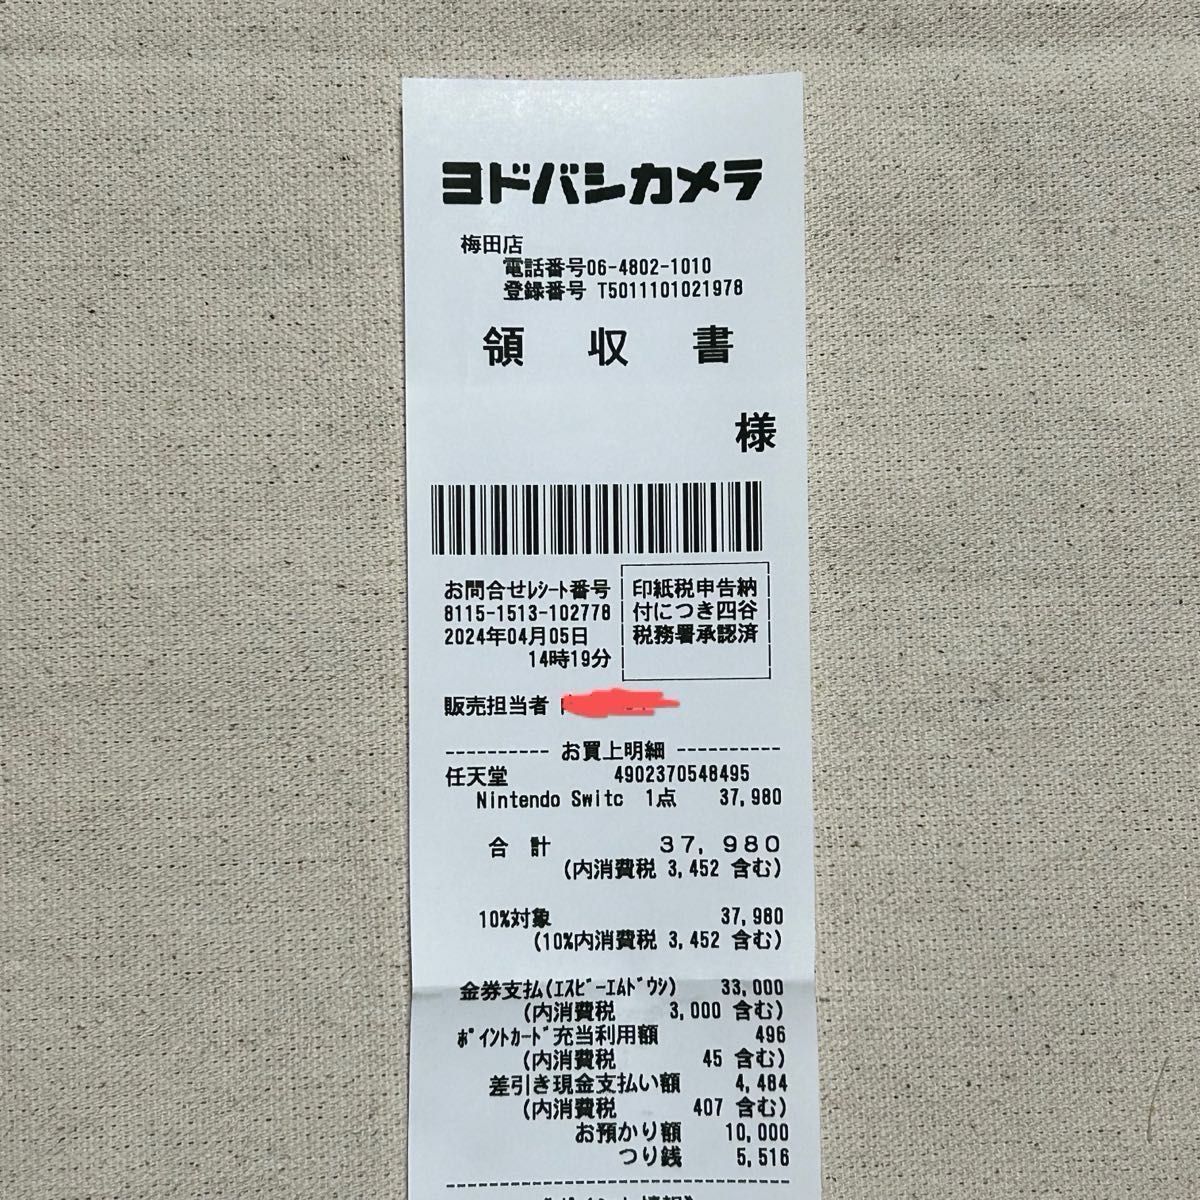 ヨドバシカメラ
梅田店
電話番号06-4802-1010
登録番号 T5011101021978
領 収 書
様
お問合せﾚｼｰﾄ番号
8115-1513-102778
2024年04月05日
14時19分
印紙税申告納
付につき四谷
税務署承認済
販売担当者
---------- お買上明細 ----------
任天堂 4902370548495
Nintendo Switc 1点 37,980
合 計 37,980
(内消費税 3,452 含む)
10%対象 37,980
(10%内消費税 3,452 含む)
金券支払(ｴｽﾋﾞｰｴﾑﾄﾞｳｼ) 33,000
(内消費税 3,000 含む)
ﾎﾟｲﾝﾄｶｰﾄﾞ充当利用額 496
(内消費税 45 含む)
差引き現金支払い額 4,484
(内消費税 407 含む)
お預かり額 10,000
つり銭 5,516